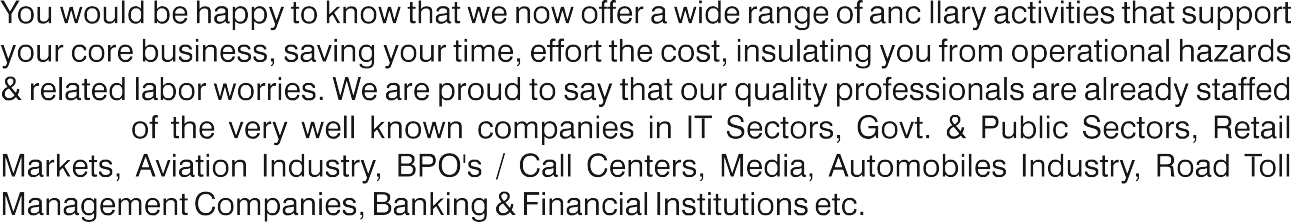 You would be happy to know that we now offer a wide range of anc llary activities that support
your core business, saving your time, effort the cost, insulating you from operational hazards
& related labor worries. We are proud to say that our quality professionals are already staffed
of the very well known companies in IT Sectors, Govt. & Public Sectors, Retail
Markets, Aviation Industry, BPO's / Call Centers, Media, Automobiles Industry, Road Toll
Management Companies, Banking & Financial Institutions etc.